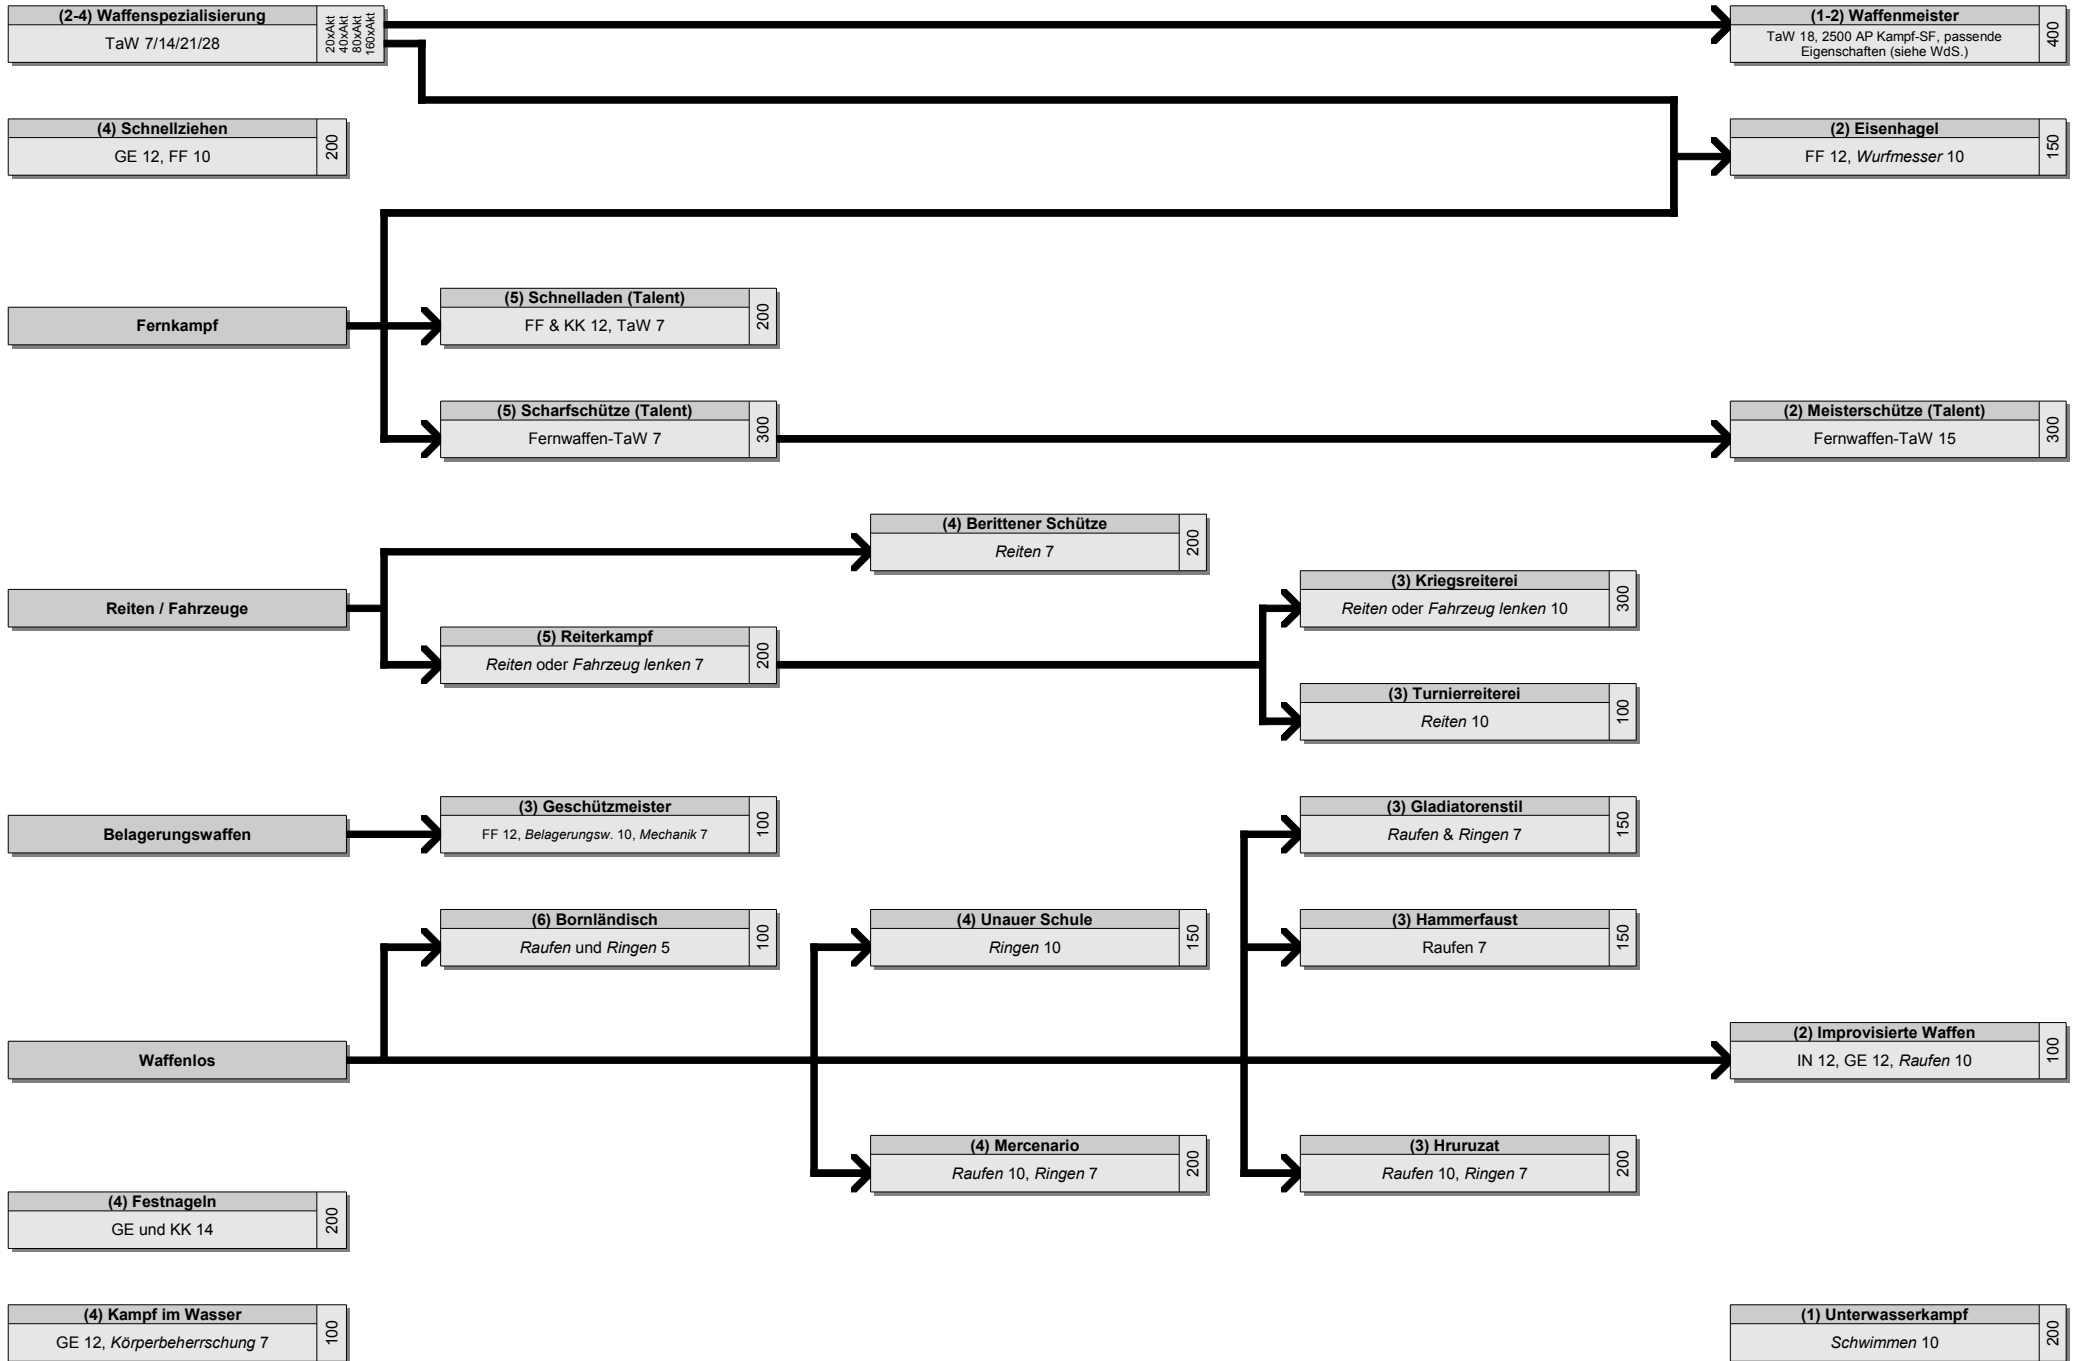 (2-4) Waffenspezialisierung
TaW 7/14/21/28
20xAkt
40xAkt
80xAkt
160xAkt
(1-2) Waffenmeister
TaW 18, 2500 AP Kampf-SF, passende
Eigenschaften (siehe WdS.)
400
(4) Schnellziehen
GE 12, FF 10
200
(2) Eisenhagel
FF 12, Wurfmesser 10
150
Fernkampf
(5) Schnelladen (Talent)
FF & KK 12, TaW 7
200
(5) Scharfschütze (Talent)
Fernwaffen-TaW 7
300
(2) Meisterschütze (Talent)
Fernwaffen-TaW 15
300
(4) Berittener Schütze
Reiten 7
200
Reiten / Fahrzeuge
(3) Kriegsreiterei
Reiten oder Fahrzeug lenken 10
300
(5) Reiterkampf
Reiten oder Fahrzeug lenken 7
200
(3) Turnierreiterei
Reiten 10
100
Belagerungswaffen
(3) Geschützmeister
FF 12, Belagerungsw. 10, Mechanik 7
100
(3) Gladiatorenstil
Raufen & Ringen 7
150
(6) Bornländisch
Raufen und Ringen 5
100
(4) Unauer Schule
Ringen 10
150
(3) Hammerfaust
Raufen 7
150
Waffenlos
(2) Improvisierte Waffen
IN 12, GE 12, Raufen 10
100
(4) Mercenario
Raufen 10, Ringen 7
200
(3) Hruruzat
Raufen 10, Ringen 7
200
(4) Festnageln
GE und KK 14
200
(4) Kampf im Wasser
GE 12, Körperbeherrschung 7
100
(1) Unterwasserkampf
Schwimmen 10
200